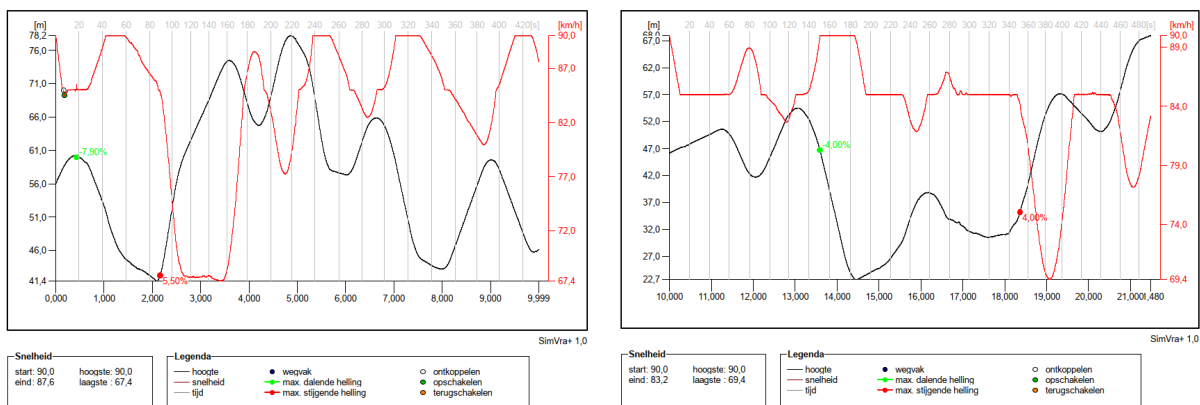 [m] 20 40 60 80 100 120 140 160 180 200 220 240 260 280 300 320 340 360 380 400 420[s] [km/h]
78,2 90,0
76,0
87,0
71,0
66,0 82,0
61,0 -7,90%
56,0 77,0
51,0
72,0
46,0
41,4 5,50% 67,4
0,000 1,000 2,000 3,000 4,000 5,000 6,000 7,000 8,000 9,000 9,999
SimVra+ 1,0
Snelheid
start: 90,0 hoogste: 90,0
eind: 87,6 laagste : 67,4
Legenda
hoogte wegvak ontkoppelen
snelheid max. dalende helling opschakelen
tijd max. stijgende helling terugschakelen
[m] 20 40 60 80 100 120 140 160 180 200 220 240 260 280 300 320 340 360 380 400 420 440 460 480[s] [km/h]
68,0 90,0
67,0 89,0
62,0
57,0 84,0
52,0
47,0 -4,00%
79,0
42,0
37,0
4,00% 74,0
32,0
27,0
22,7 69,4
10,000 11,000 12,000 13,000 14,000 15,000 16,000 17,000 18,000 19,000 20,000 21,000 1,480
SimVra+ 1,0
Snelheid
start: 90,0 hoogste: 90,0
eind: 83,2 laagste : 69,4
Legenda
hoogte wegvak ontkoppelen
snelheid max. dalende helling opschakelen
tijd max. stijgende helling terugschakelen